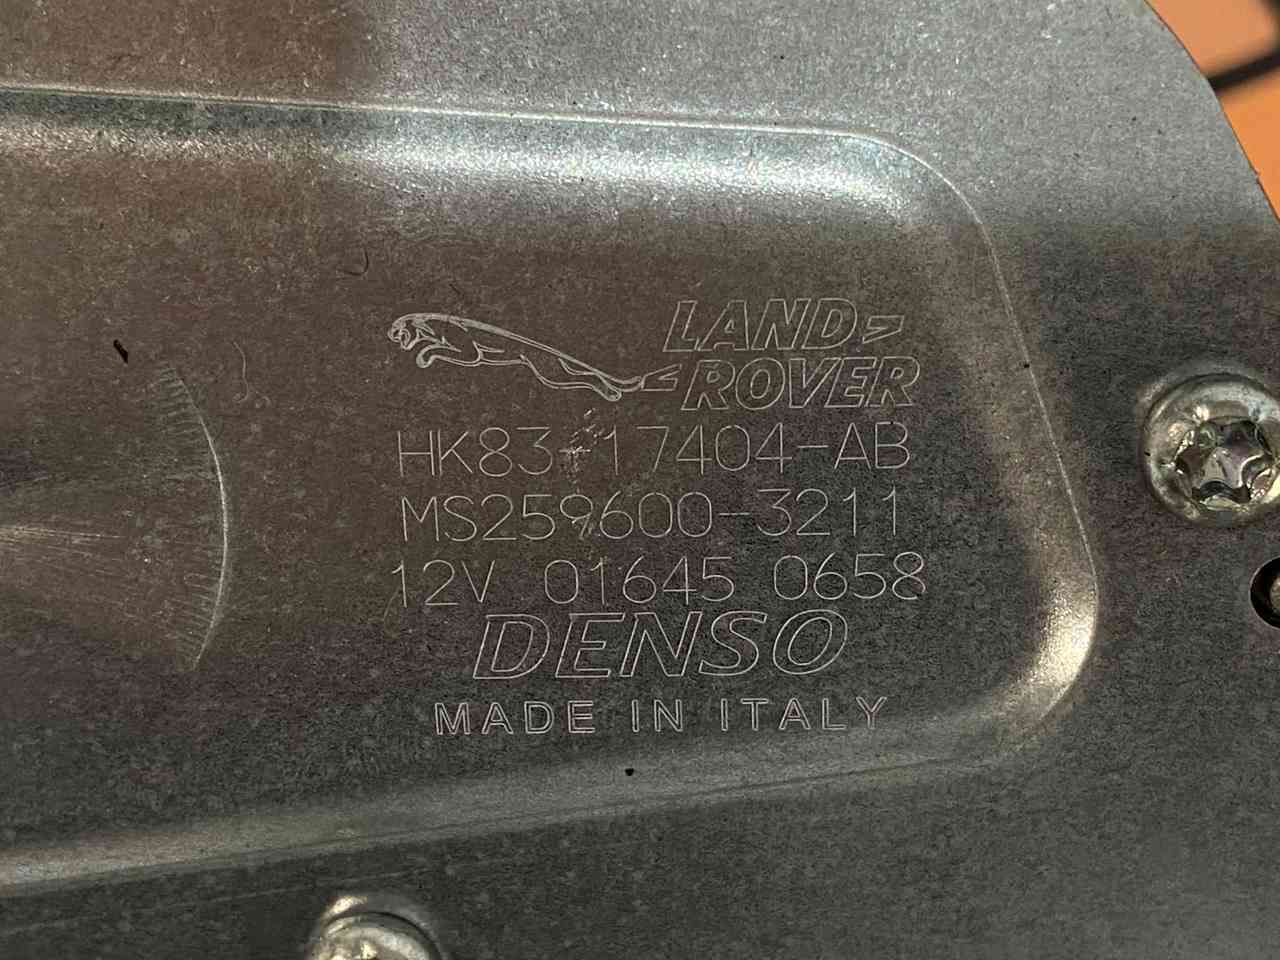 LAND
ROVER
HK83-17404-AB
MS259600-3211
12V 01645 0658
DENSO
MADE IN ITALY